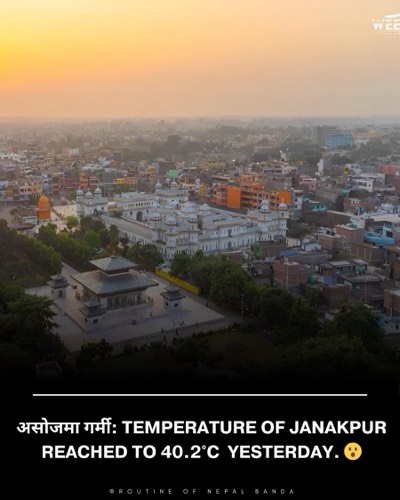 असोजमा गर्मी: TEMPERATURE OF JANAKPUR
REACHED TO 40.2°C YESTERDAY. 😮
@ROUTINE OF NEPAL BANDA